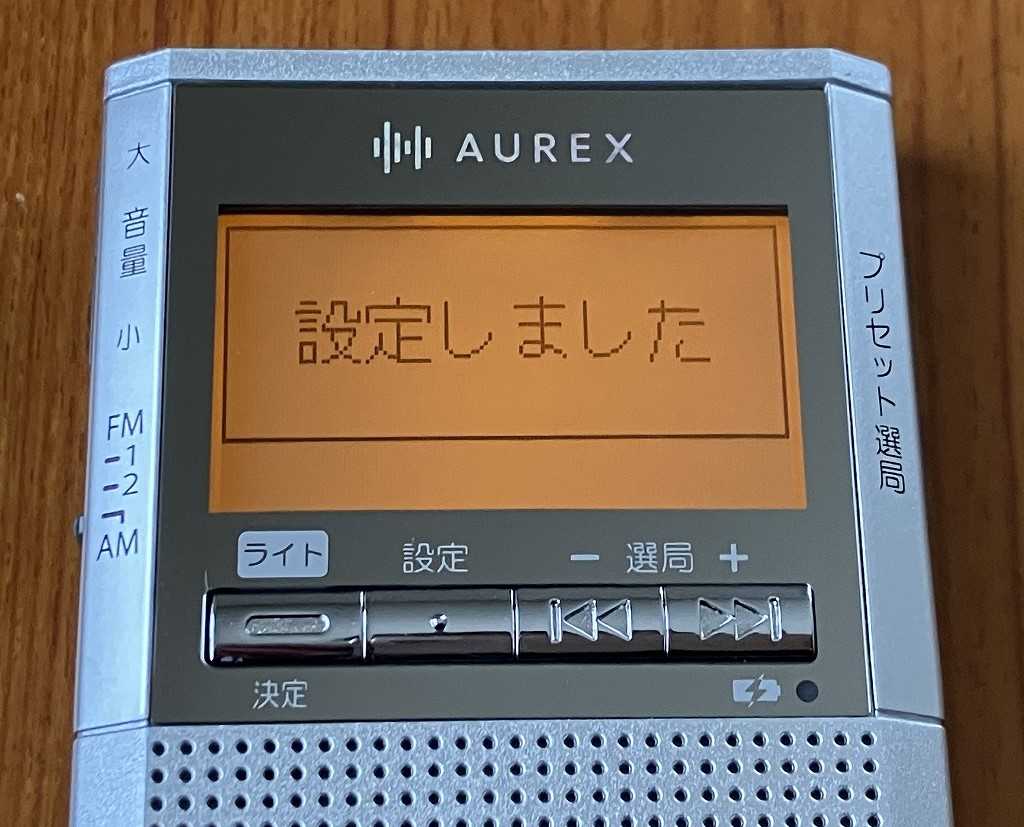 AUREX
設定しました
大
音量
小
FM
1
2
AM
プリセット選局
ライト
設定
− 選局 +
決定